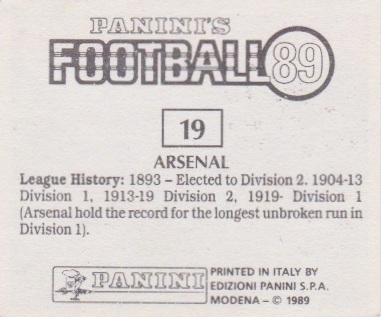 PANINI'S
FOOTBALL 89
19
ARSENAL
League History: 1893 – Elected to Division 2. 1904-13
Division 1, 1913-19 Division 2, 1919- Division 1
(Arsenal hold the record for the longest unbroken run in
Division 1).
PANINI
PRINTED IN ITALY BY
EDIZIONI PANINI S.P.A.
MODENA – © 1989